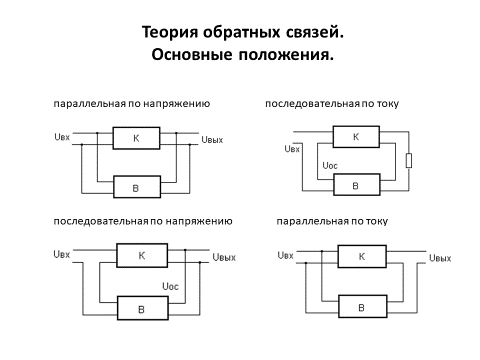 Теория обратных связей.
Основные положения.
параллельная по напряжению
последовательная по току
Uвх
K
Uвых
B
K
Uвх
Uос
B
последовательная по напряжению
параллельная по току
Uвх
K
Uвых
Uос
B
Uвх
K
Uвых
B